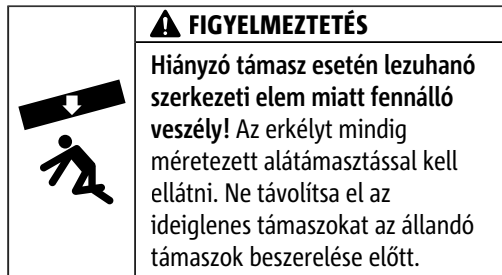 ⚠ FIGYELMEZTETÉS
Hiányzó támasz esetén lezuhanó
szerkezeti elem miatt fennálló
veszély! Az erkélyt mindig
méretezett alátámasztással kell
ellátni. Ne távolítsa el az
ideiglenes támaszokat az állandó
támaszok beszerelése előtt.